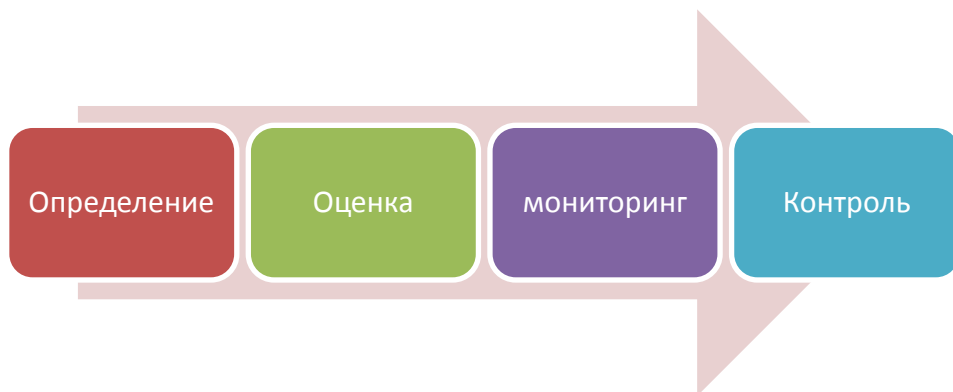 Определение
Оценка
мониторинг
Контроль